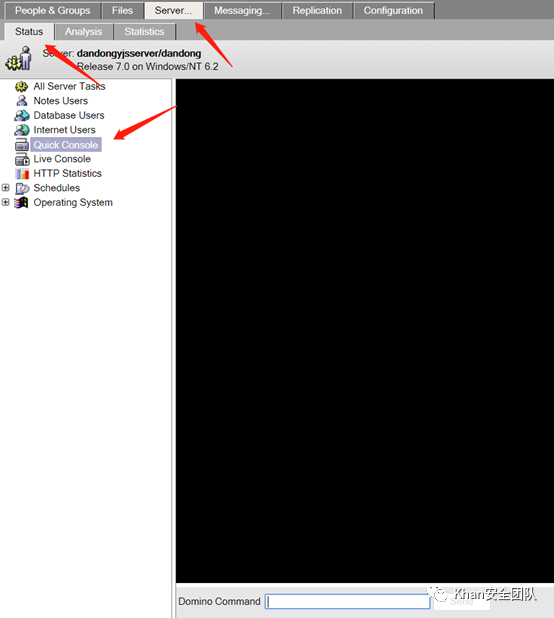 People & Groups Files Server... Messaging... Replication Configuration
Status Analysis Statistics
Server: dandongyjsserver/dandong
Release 7.0 on Windows/NT 6.2
All Server Tasks
Notes Users
Database Users
Internet Users
Quick Console
Live Console
HTTP Statistics
Schedules
Operating System
Domino Command Send
Khan安全团队